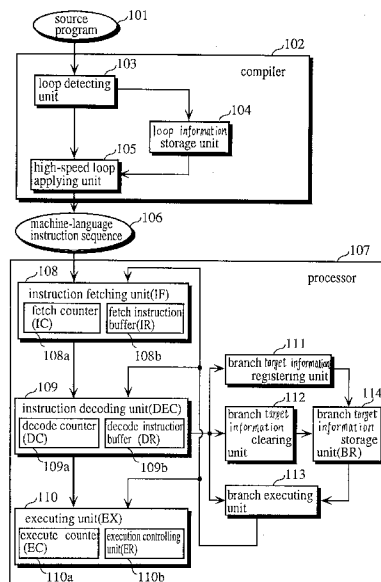 101
source
program
102
compiler
103
loop detecting
unit
104
loop information
storage unit
105
high-speed loop
applying unit
106
machine-language
instruction sequence
107
processor
108
instruction fetching unit(IF)
fetch counter
(IC)
fetch instruction
buffer(IR)
108a
108b
111
branch target information
registering unit
109
instruction decoding unit(DEC)
decode counter
(DC)
decode instruction
buffer (DR)
109a
109b
112
branch target
information
clearing
unit
114
branch target
information
storage
unit(BR)
113
branch executing
unit
110
executing unit(EX)
execute counter
(EC)
execution controlling
unit(ER)
110a
110b